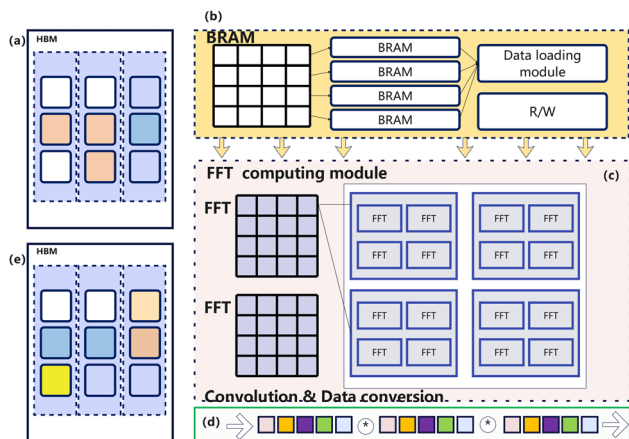 (a)
HBM
(b)
BRAM
BRAM
BRAM
BRAM
BRAM
Data loading
module
R/W
FFT computing module
(c)
FFT
FFT FFT FFT FFT
FFT FFT FFT FFT
FFT
FFT FFT FFT FFT
FFT FFT FFT FFT
Convolution & Data conversion
(e)
HBM
(d)
* *